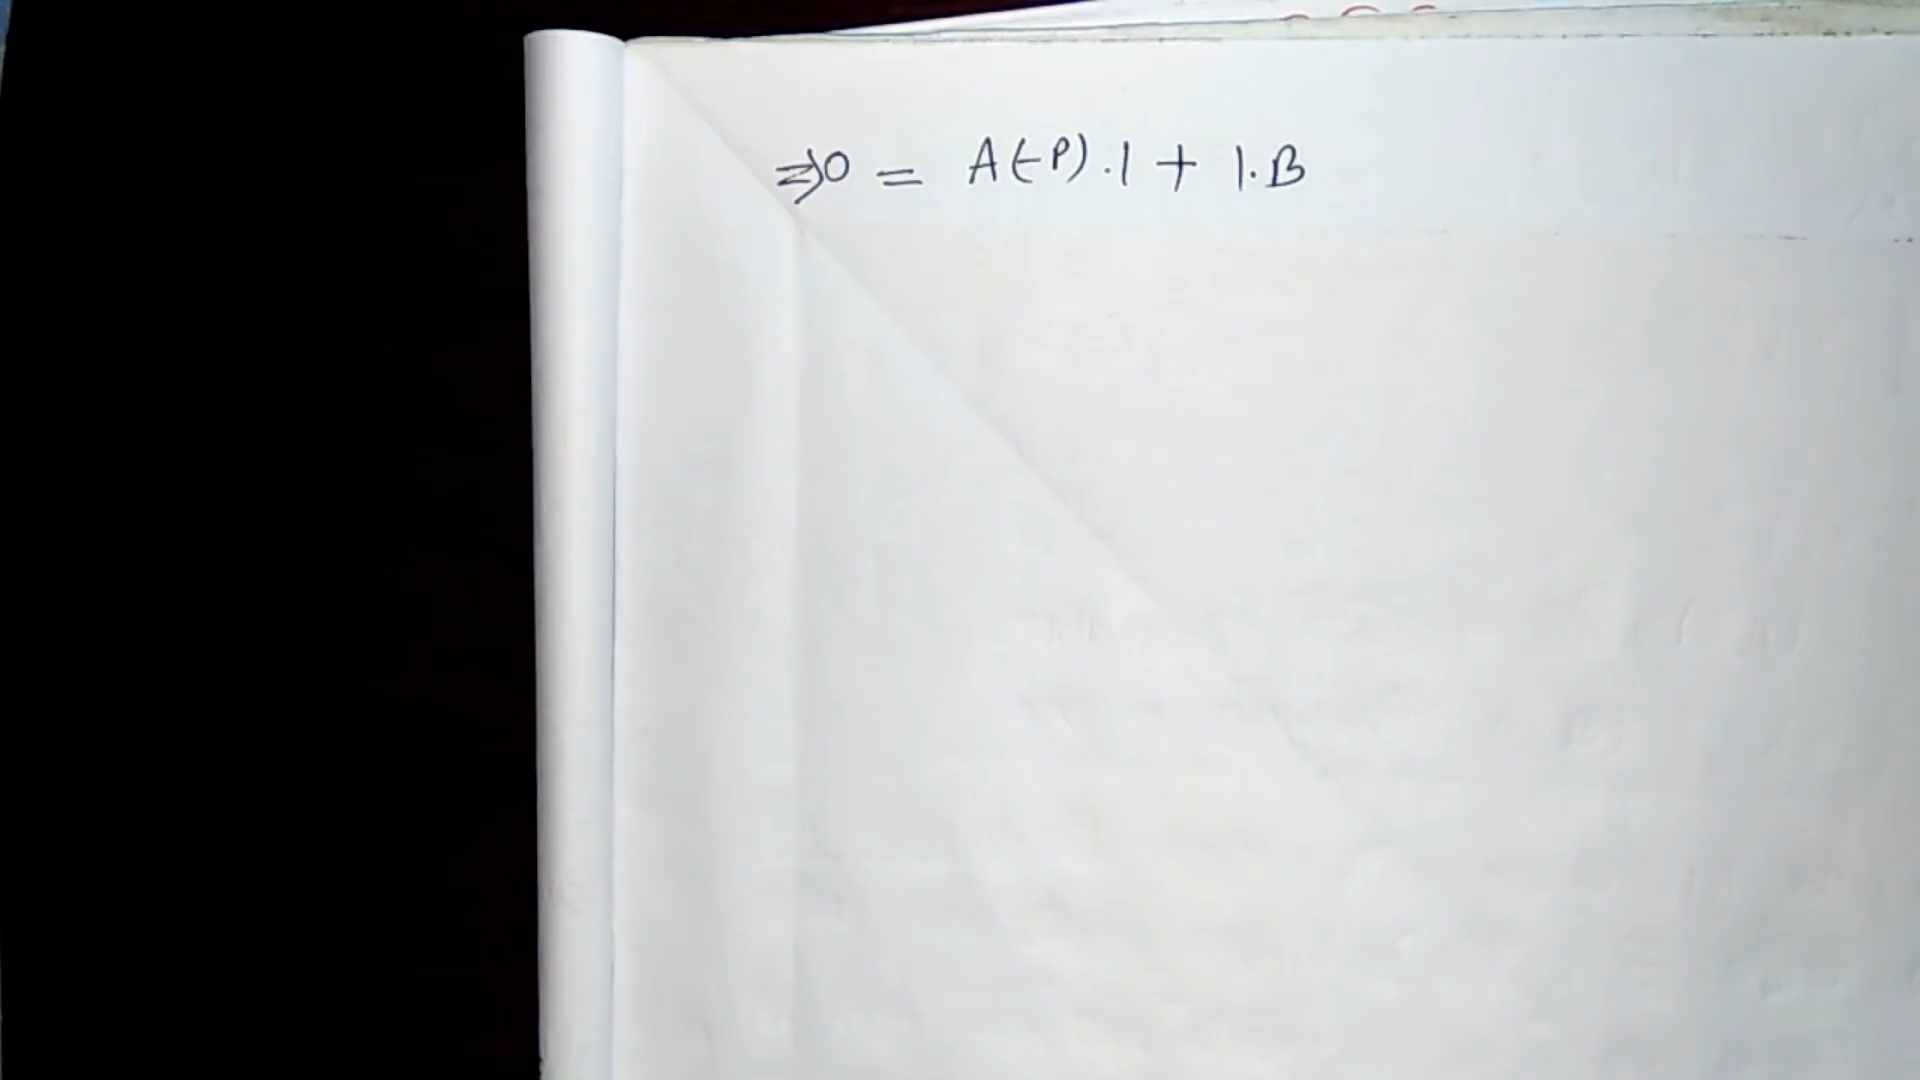 ⇒0 = A(-P).1 + 1.B